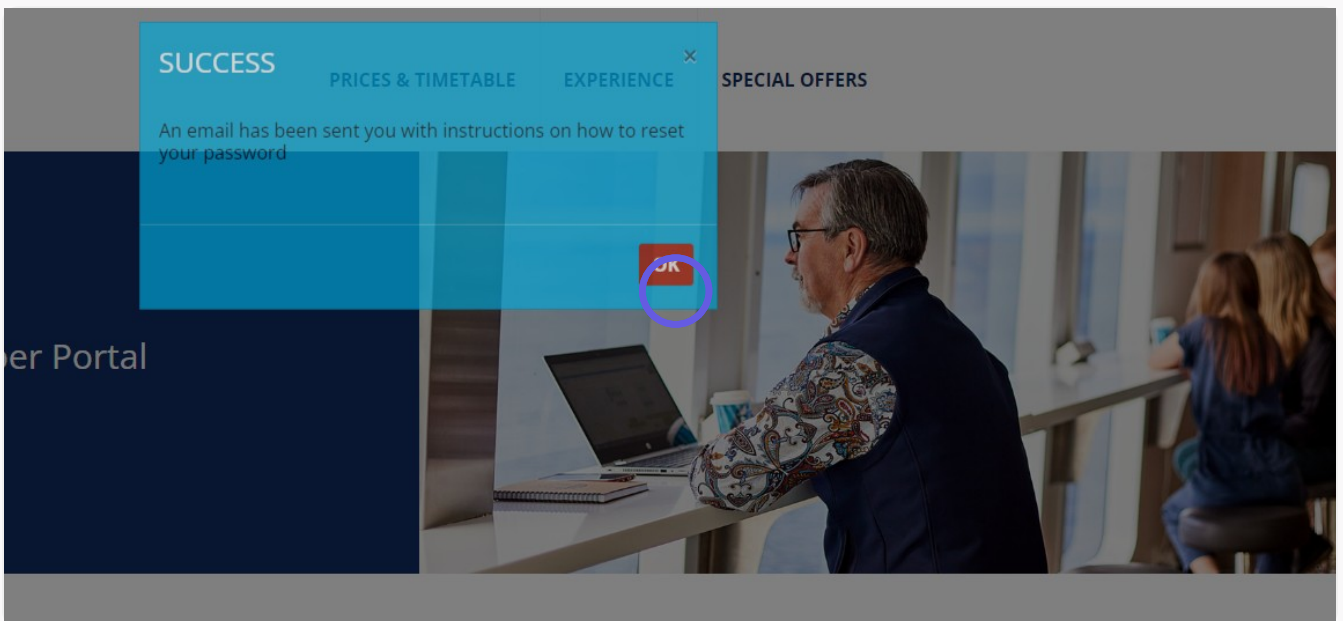 SUCCESS
×
PRICES & TIMETABLE EXPERIENCE SPECIAL OFFERS
An email has been sent you with instructions on how to reset
your password
OK
er Portal